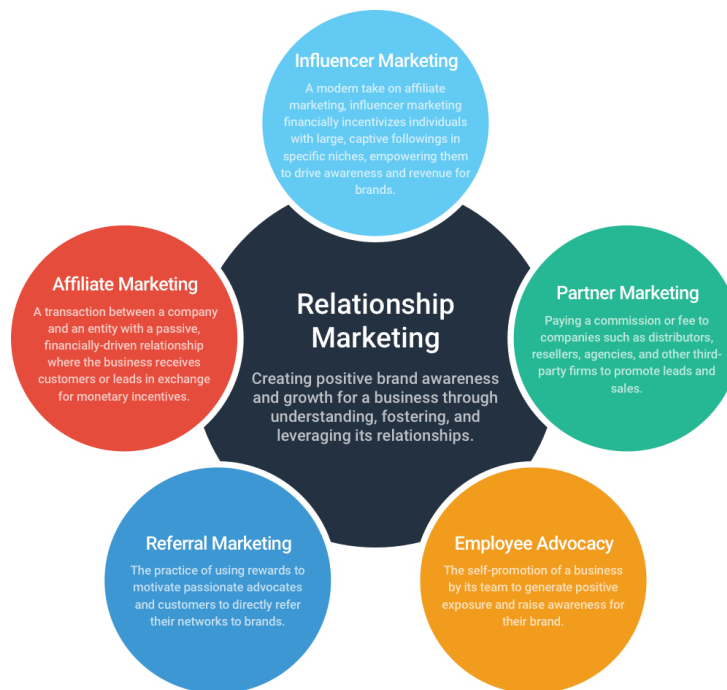 Influencer Marketing
A modern take on affiliate
marketing, influencer marketing
financially incentivizes individuals
with large, captive followings in
specific niches, empowering them
to drive awareness and revenue for
brands.
Affiliate Marketing
A transaction between a company
and an entity with a passive,
financially-driven relationship
where the business receives
customers or leads in exchange
for monetary incentives.
Relationship
Marketing
Creating positive brand awareness
and growth for a business through
understanding, fostering, and
leveraging its relationships.
Partner Marketing
Paying a commission or fee to
companies such as distributors,
resellers, agencies, and other third-
party firms to promote leads and
sales.
Referral Marketing
The practice of using rewards to
motivate passionate advocates
and customers to directly refer
their networks to brands.
Employee Advocacy
The self-promotion of a business
by its team to generate positive
exposure and raise awareness for
their brand.